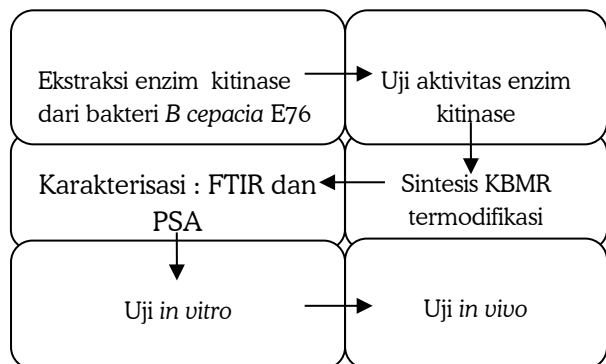 Ekstraksi enzim kitinase
dari bakteri B cepacia E76
Uji aktivitas enzim
kitinase
Sintesis KBMR
termodifikasi
Karakterisasi : FTIR dan
PSA
Uji in vitro
Uji in vivo